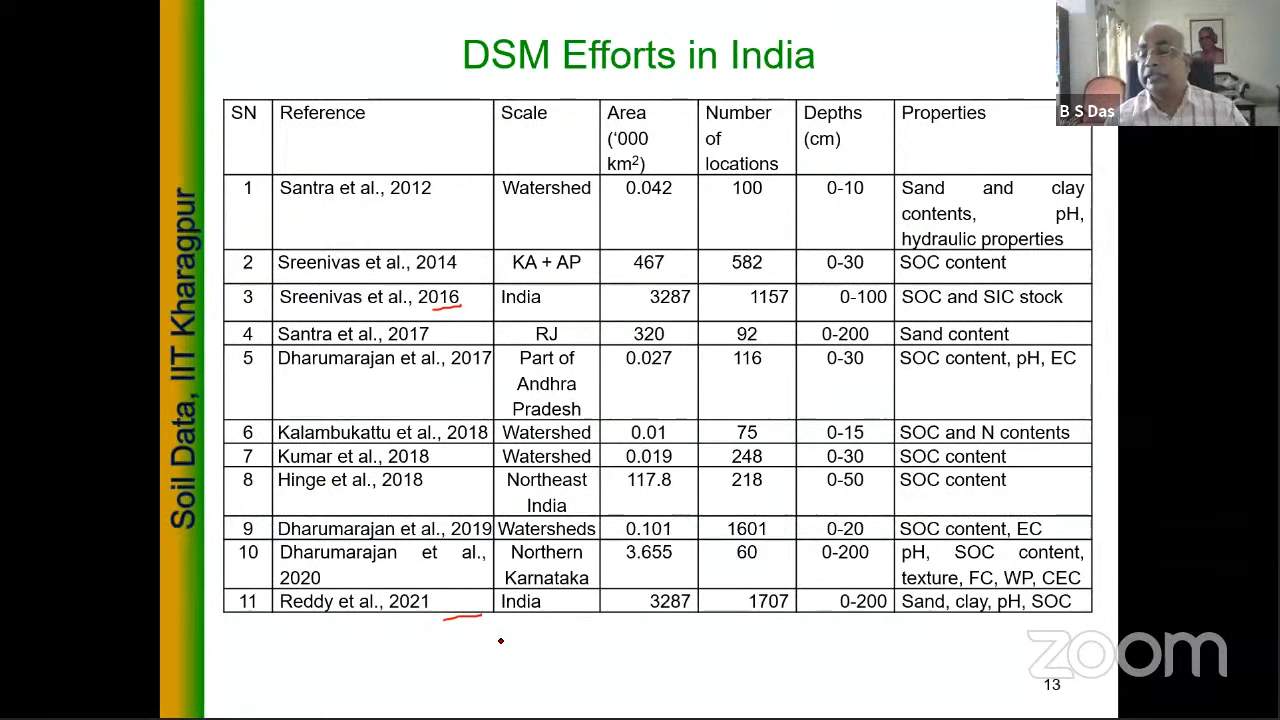 DSM Efforts in India
B S Das
Soil Data, IIT Kharagpur
SN Reference Scale Area Number Depths Properties
('000 of (cm)
km²) locations
1 Santra et al., 2012 Watershed 0.042 100 0-10 Sand and clay
contents, pH,
hydraulic properties
2 Sreenivas et al., 2014 KA + AP 467 582 0-30 SOC content
3 Sreenivas et al., 2016 India 3287 1157 0-100 SOC and SIC stock
4 Santra et al., 2017 RJ 320 92 0-200 Sand content
5 Dharumarajan et al., 2017 Part of 0.027 116 0-30 SOC content, pH, EC
Andhra
Pradesh
6 Kalambukattu et al., 2018 Watershed 0.01 75 0-15 SOC and N contents
7 Kumar et al., 2018 Watershed 0.019 248 0-30 SOC content
8 Hinge et al., 2018 Northeast 117.8 218 0-50 SOC content
India
9 Dharumarajan et al., 2019 Watersheds 0.101 1601 0-20 SOC content, EC
10 Dharumarajan et al., Northern 3.655 60 0-200 pH, SOC content,
2020 Karnataka texture, FC, WP, CEC
11 Reddy et al., 2021 India 3287 1707 0-200 Sand, clay, pH, SOC
zoom
13